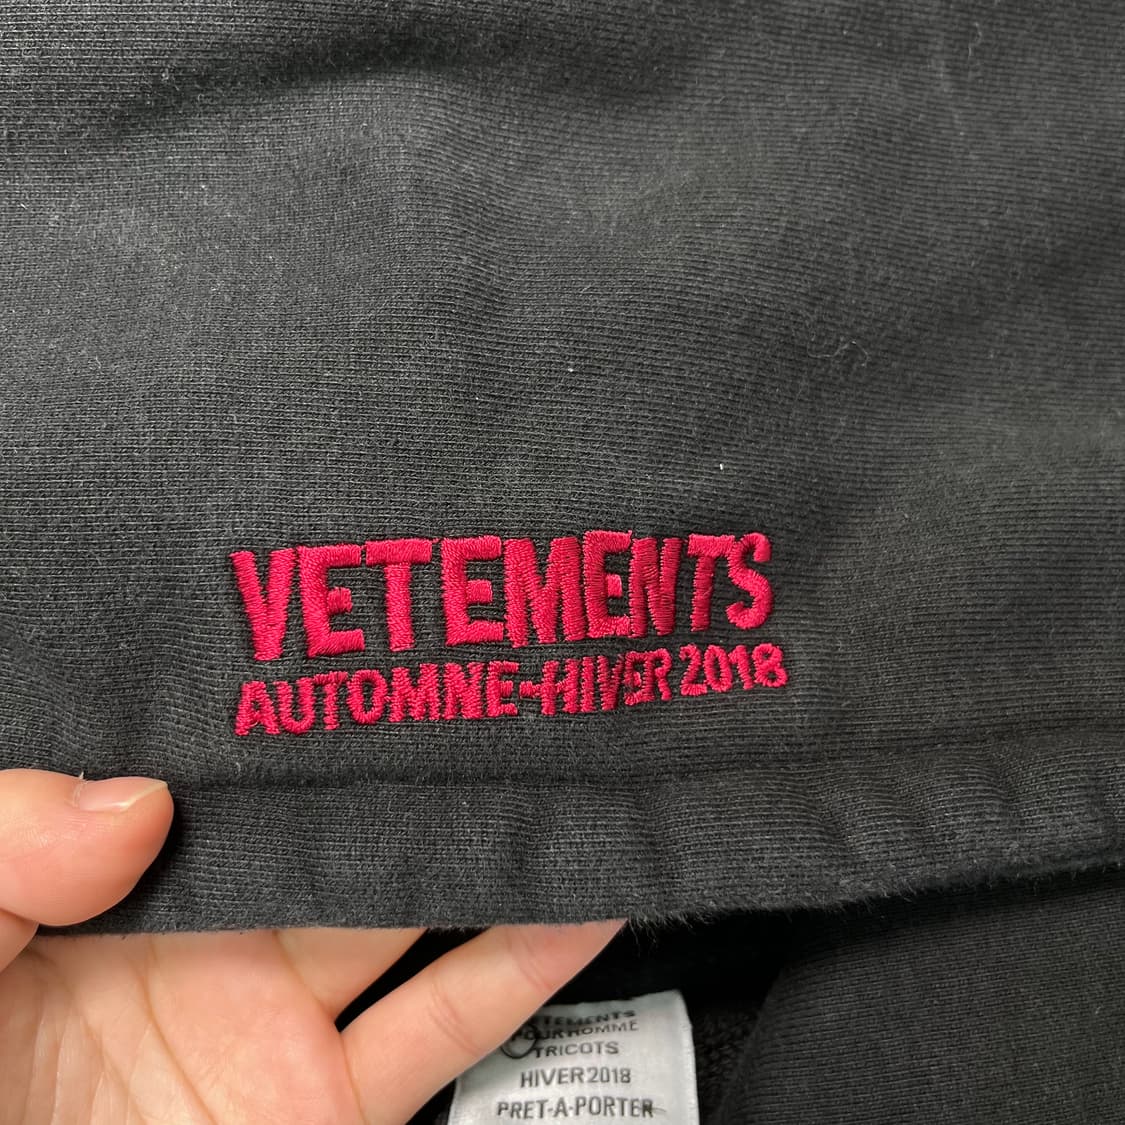 VETEMENTS
AUTOMNE-HIVER 2018
VETEMENTS
POUR HOMME
TRICOTS
HIVER 2018
PRET-A-PORTER